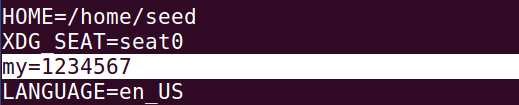 HOME=/home/seed
XDG_SEAT=seat0
my=1234567
LANGUAGE=en_US